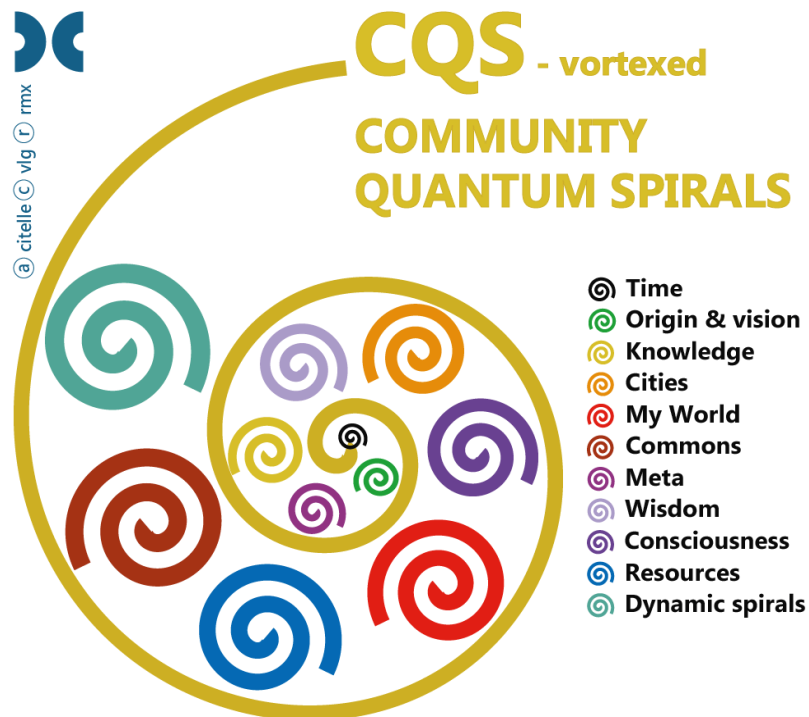 CQS - vortexed
COMMUNITY
QUANTUM SPIRALS
ⓐ citelle ⓒ vlg ⓡ rmx
Time
Origin & vision
Knowledge
Cities
My World
Commons
Meta
Wisdom
Consciousness
Resources
Dynamic spirals